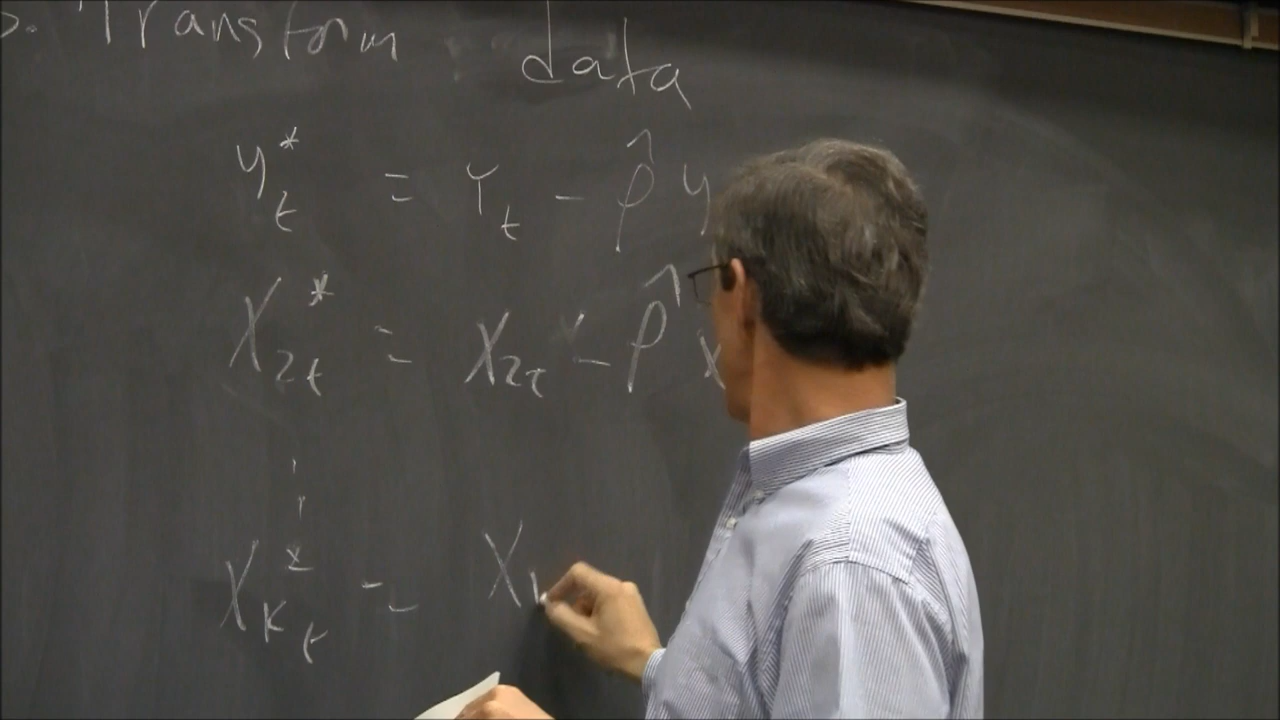 . Transform data
y*t = Yt - ρ̂ y
X*2t = X2t - ρ̂ x
⋮
X*Kt = X